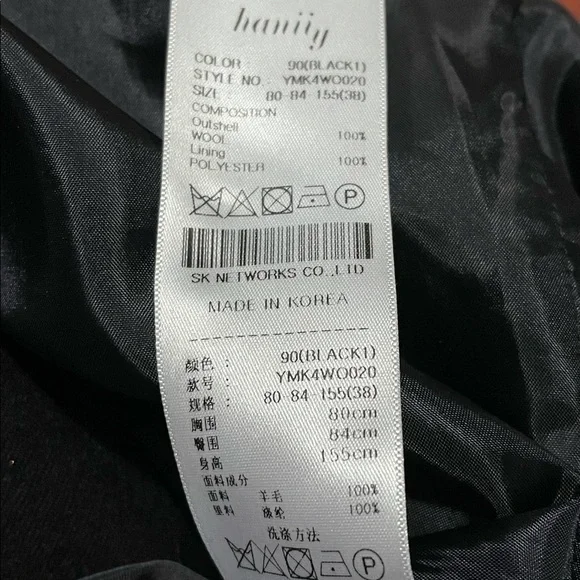 haniiy
COLOR : 90(BLACK1)
STYLE NO. : YMK4WO020
SIZE : 80-84-155(38)
COMPOSITION
Outshell
WOOL 100%
Lining
POLYESTER 100%
P
SK NETWORKS CO.,LTD
MADE IN KOREA
颜色 : 90(BLACK1)
款号 : YMK4WO020
规格 : 80-84-155(38)
胸围 80cm
臀围 84cm
身高 155cm
面料成分
面料 羊毛 100%
里料 涤纶 100%
洗涤方法
P